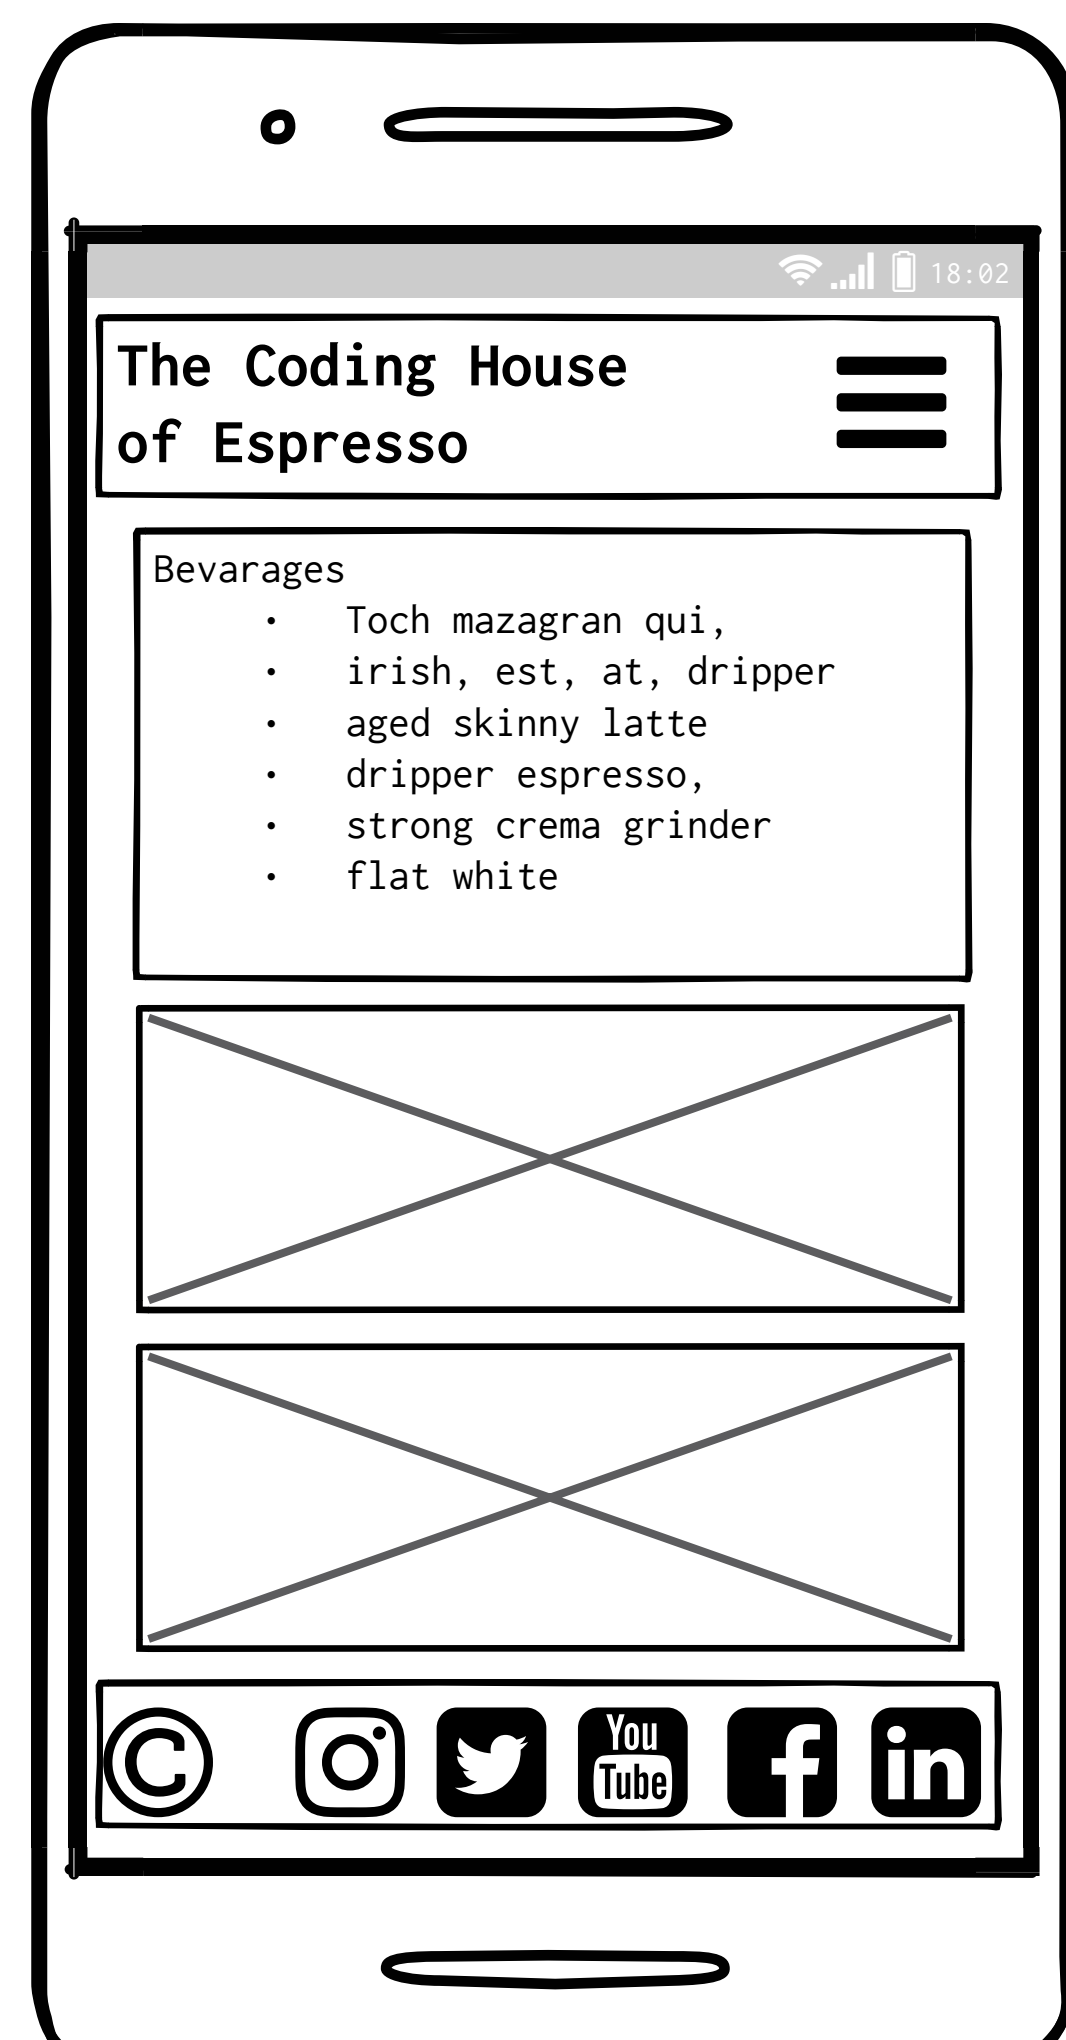 18:02
The Coding House
of Espresso
Bevarages
• Toch mazagran qui,
• irish, est, at, dripper
• aged skinny latte
• dripper espresso,
• strong crema grinder
• flat white
© You
Tube
f in